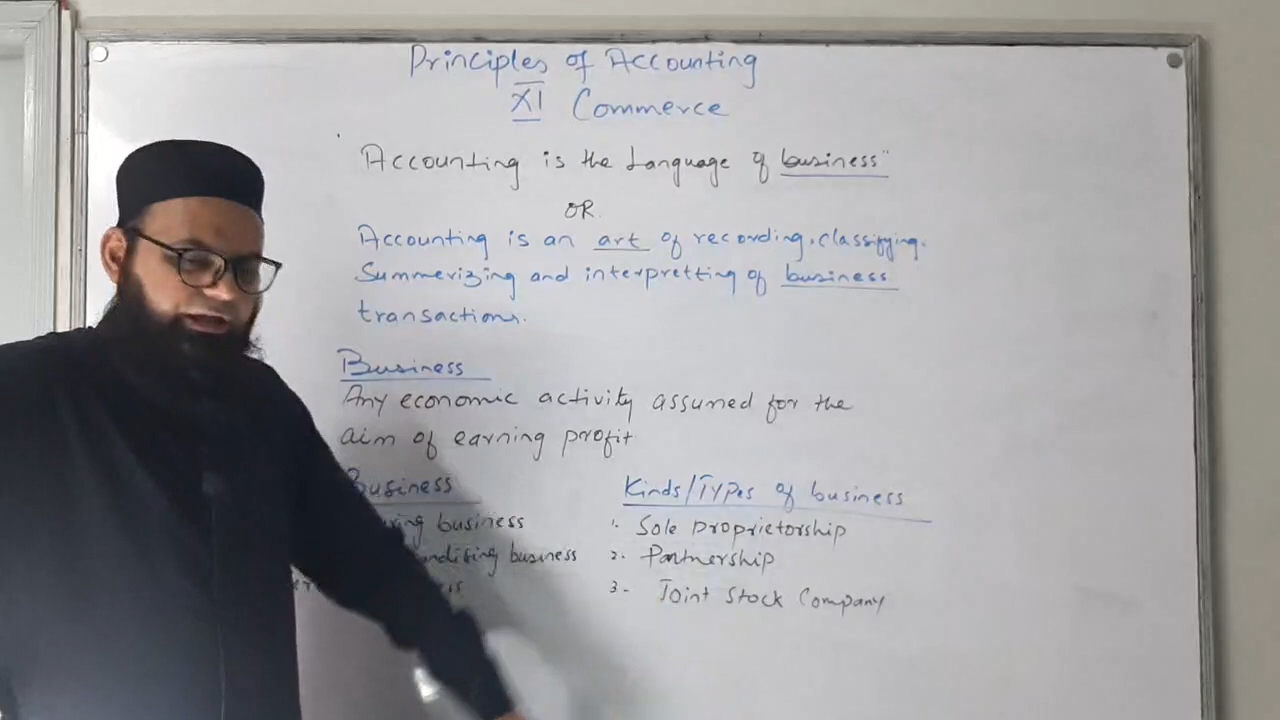 Principles of Accounting
XI Commerce
Accounting is the Language of business"
OR
Accounting is an art of recording, classifying.
Summerizing and interpretting of business
transactions.
Business
Any economic activity assumed for the
aim of earning profit
Business
business
business
Kinds/Types of business
1. Sole Proprietorship
2. Partnership
3- Joint Stock Company